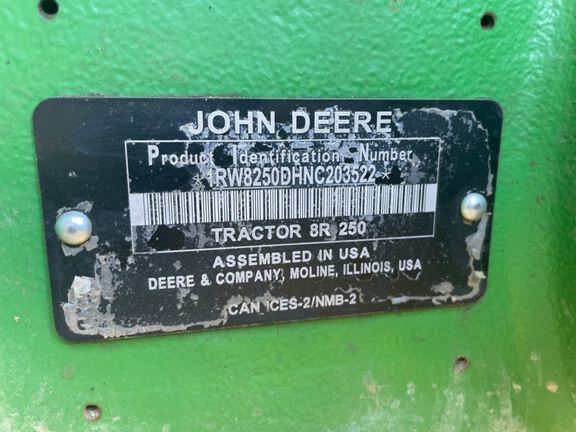 JOHN DEERE
Product Identification Number
*1RW8250DHNC203522*
TRACTOR 8R 250
ASSEMBLED IN USA
DEERE & COMPANY, MOLINE, ILLINOIS, USA
CAN ICES-2/NMB-2